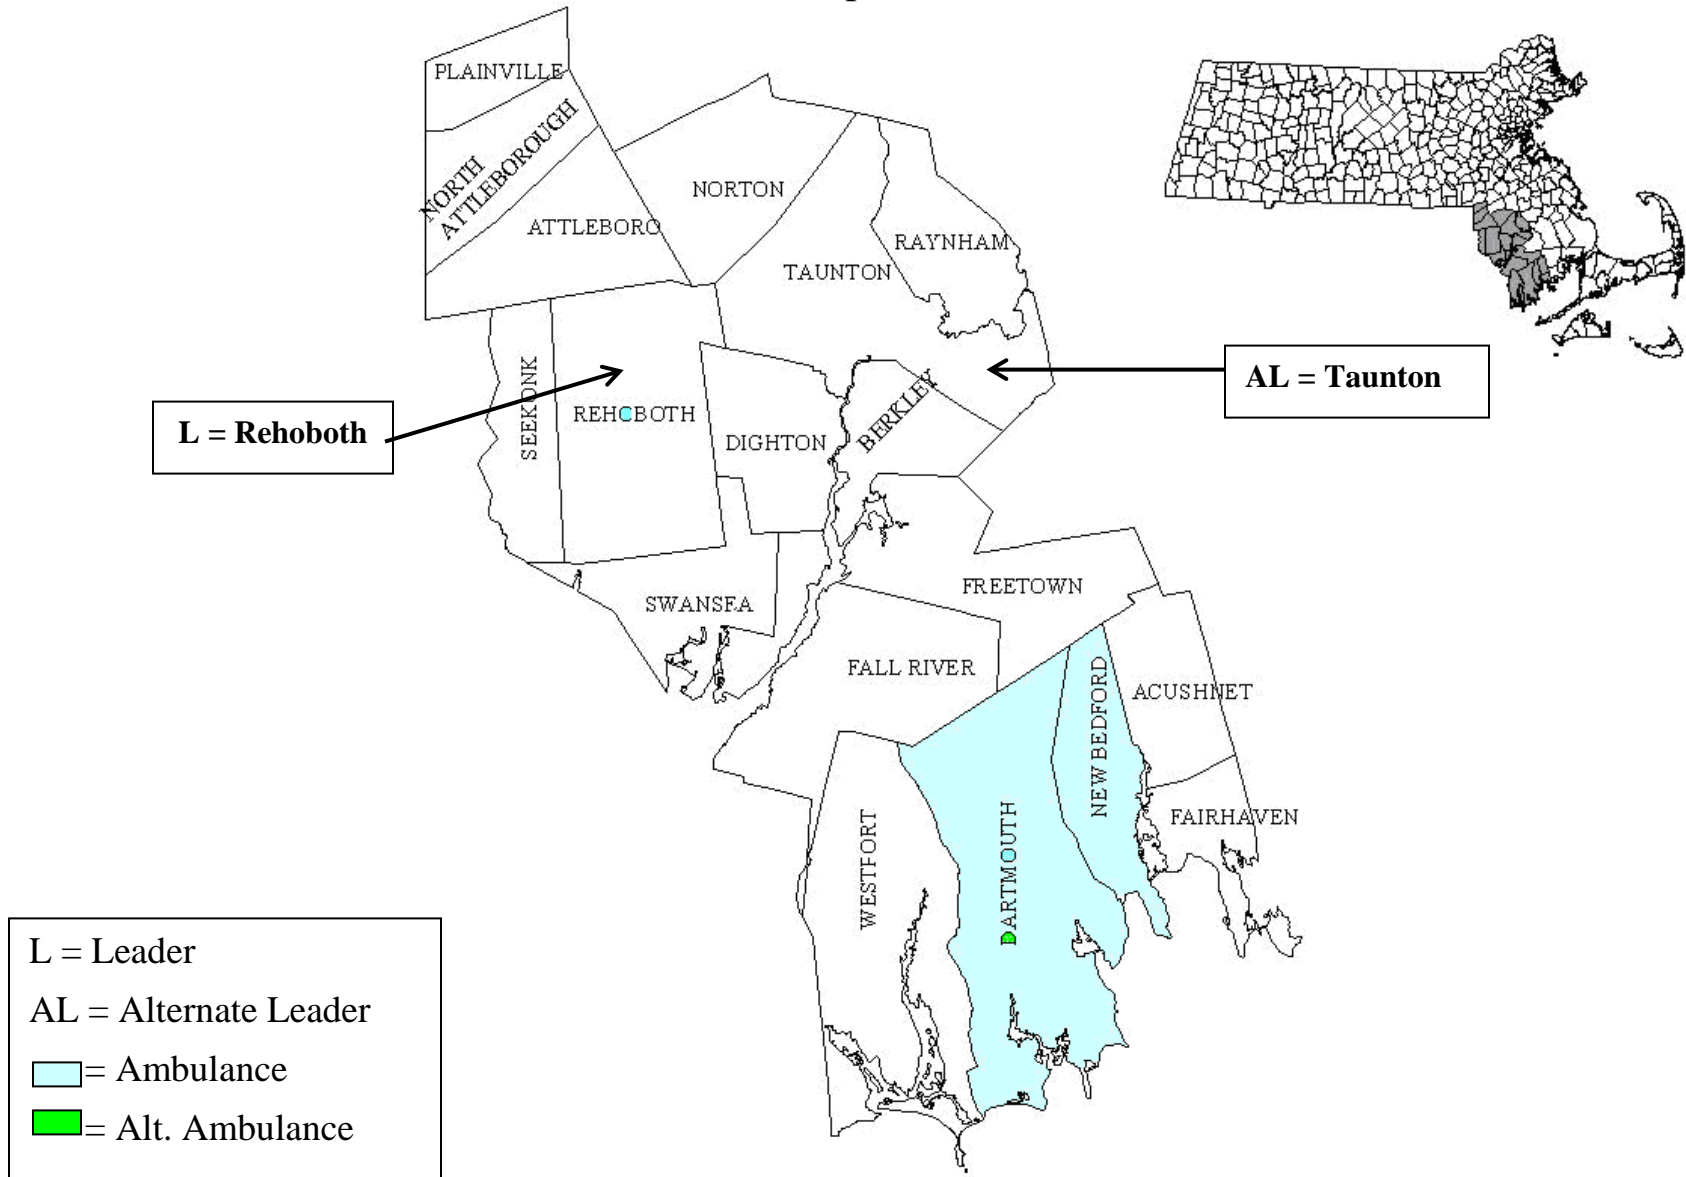 PLAINVILLE
NORTH
ATTLEBOROUGH
ATTLEBORO
NORTON
TAUNTON
RAYNHAM
AL = Taunton
L = Rehoboth
SEEKONK
REHOBOTH
DIGHTON
BERKLEY
SWANSEA
FREETOWN
FALL RIVER
NEW BEDFORD
ACUSHNET
FAIRHAVEN
WESTPORT
DARTMOUTH
L = Leader
AL = Alternate Leader
= Ambulance
= Alt. Ambulance